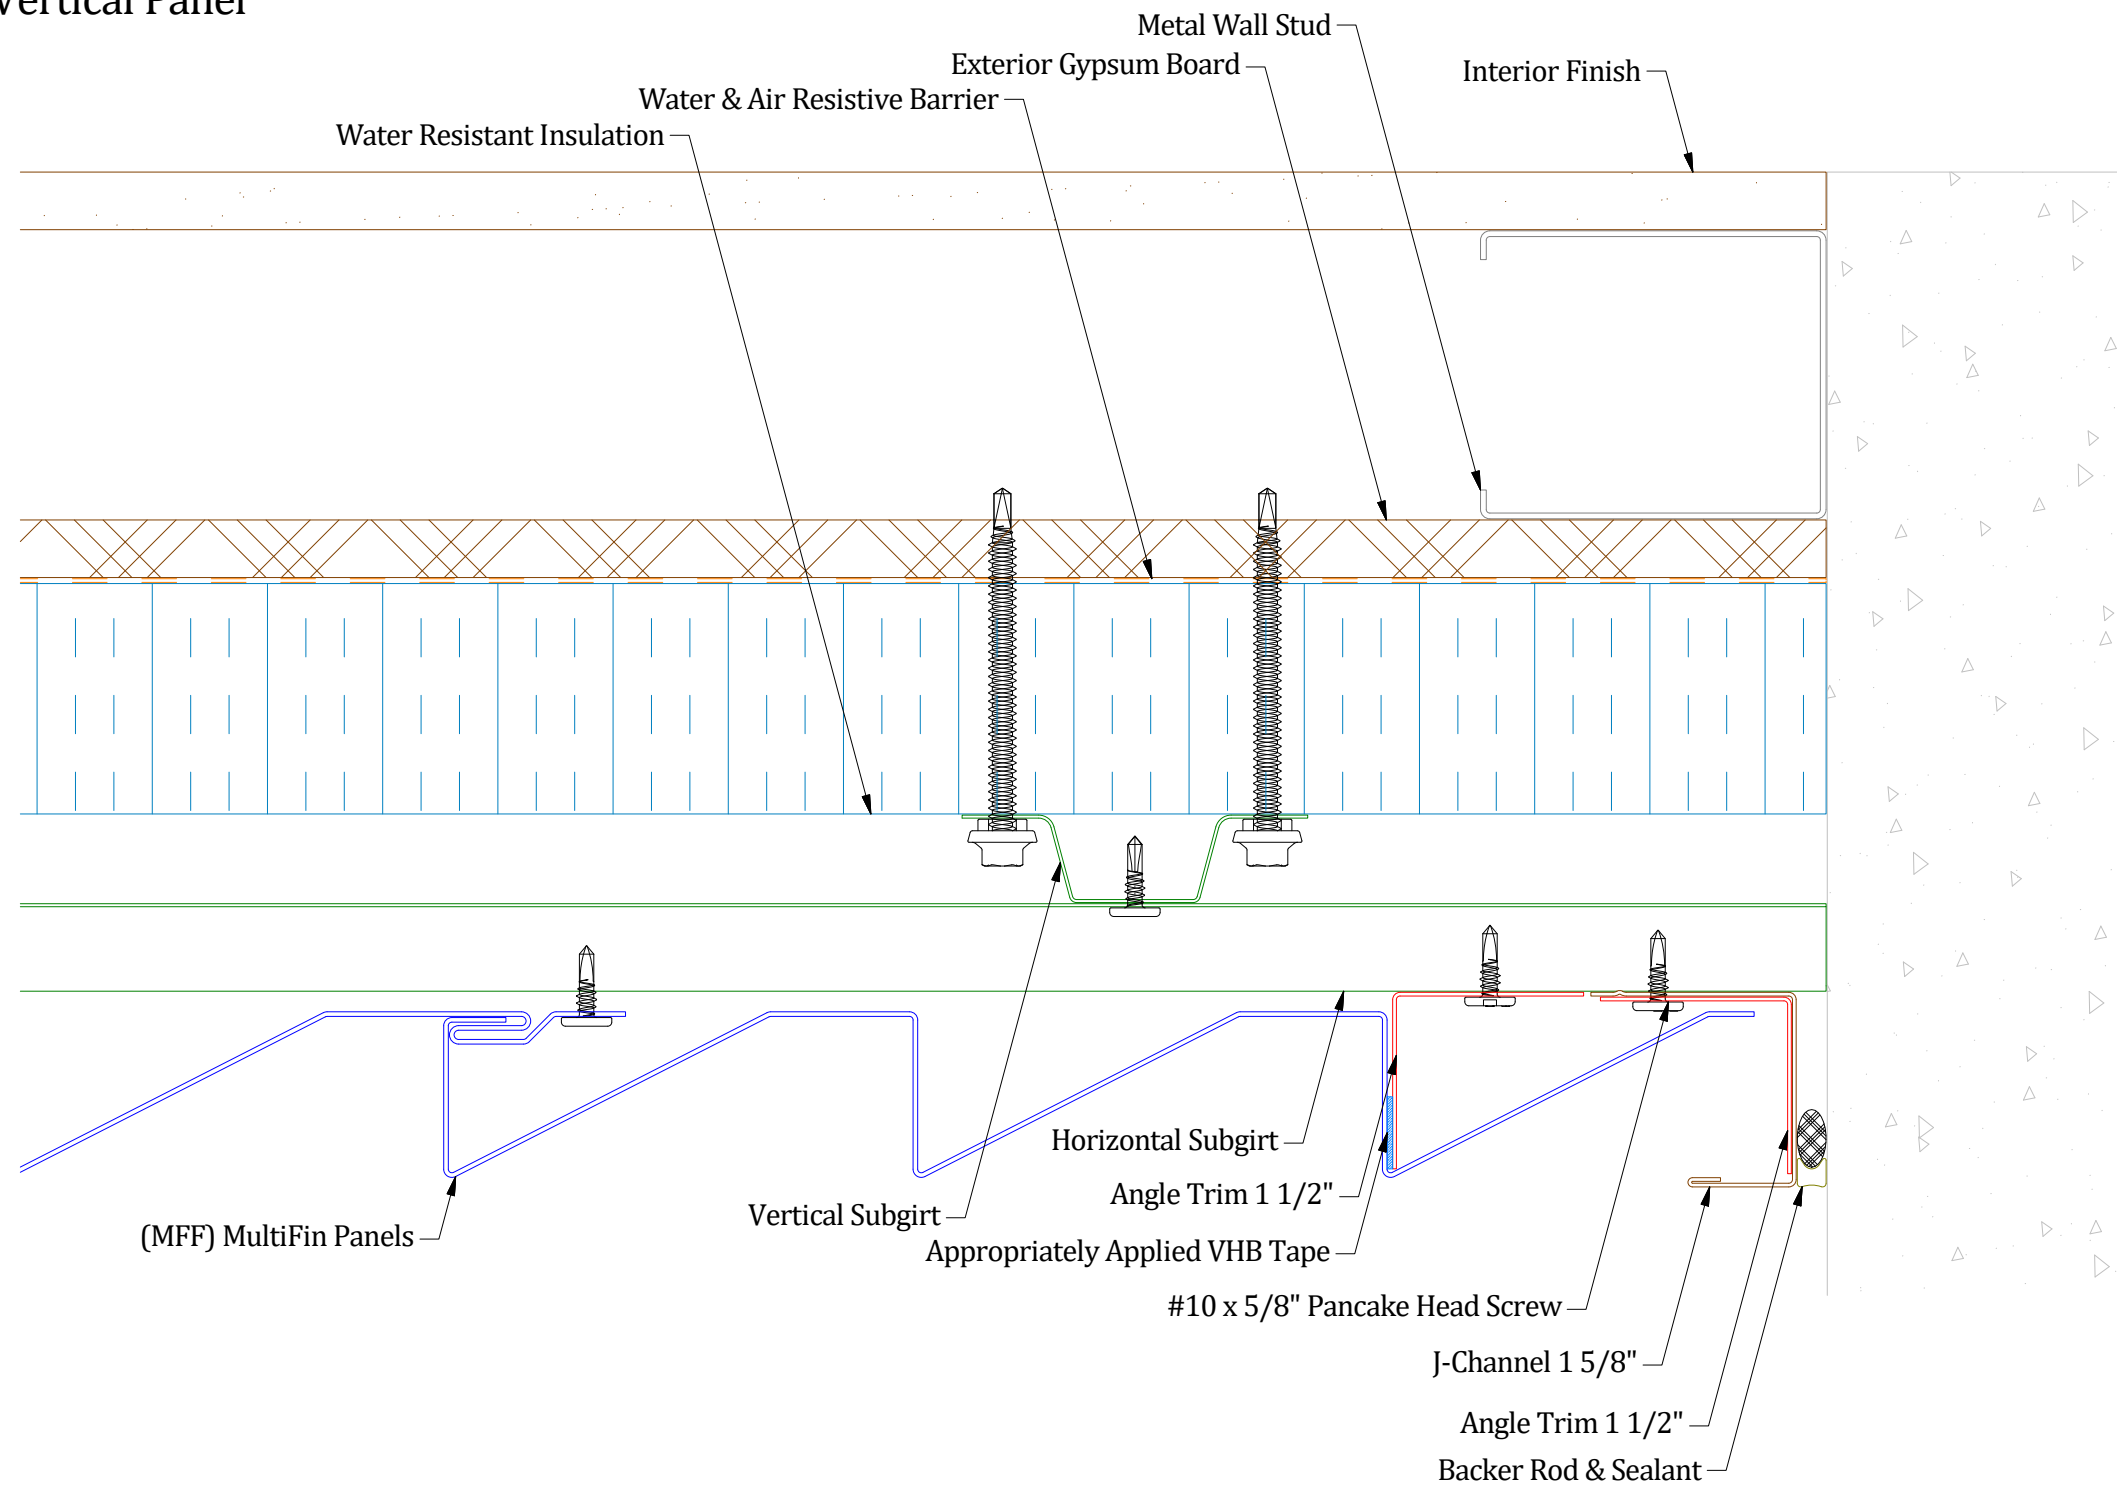 Vertical Panel
Metal Wall Stud
Exterior Gypsum Board
Interior Finish
Water & Air Resistive Barrier
Water Resistant Insulation
Horizontal Subgirt
Angle Trim 1 1/2"
Vertical Subgirt
(MFF) MultiFin Panels
Appropriately Applied VHB Tape
#10 x 5/8" Pancake Head Screw
J-Channel 1 5/8"
Angle Trim 1 1/2"
Backer Rod & Sealant